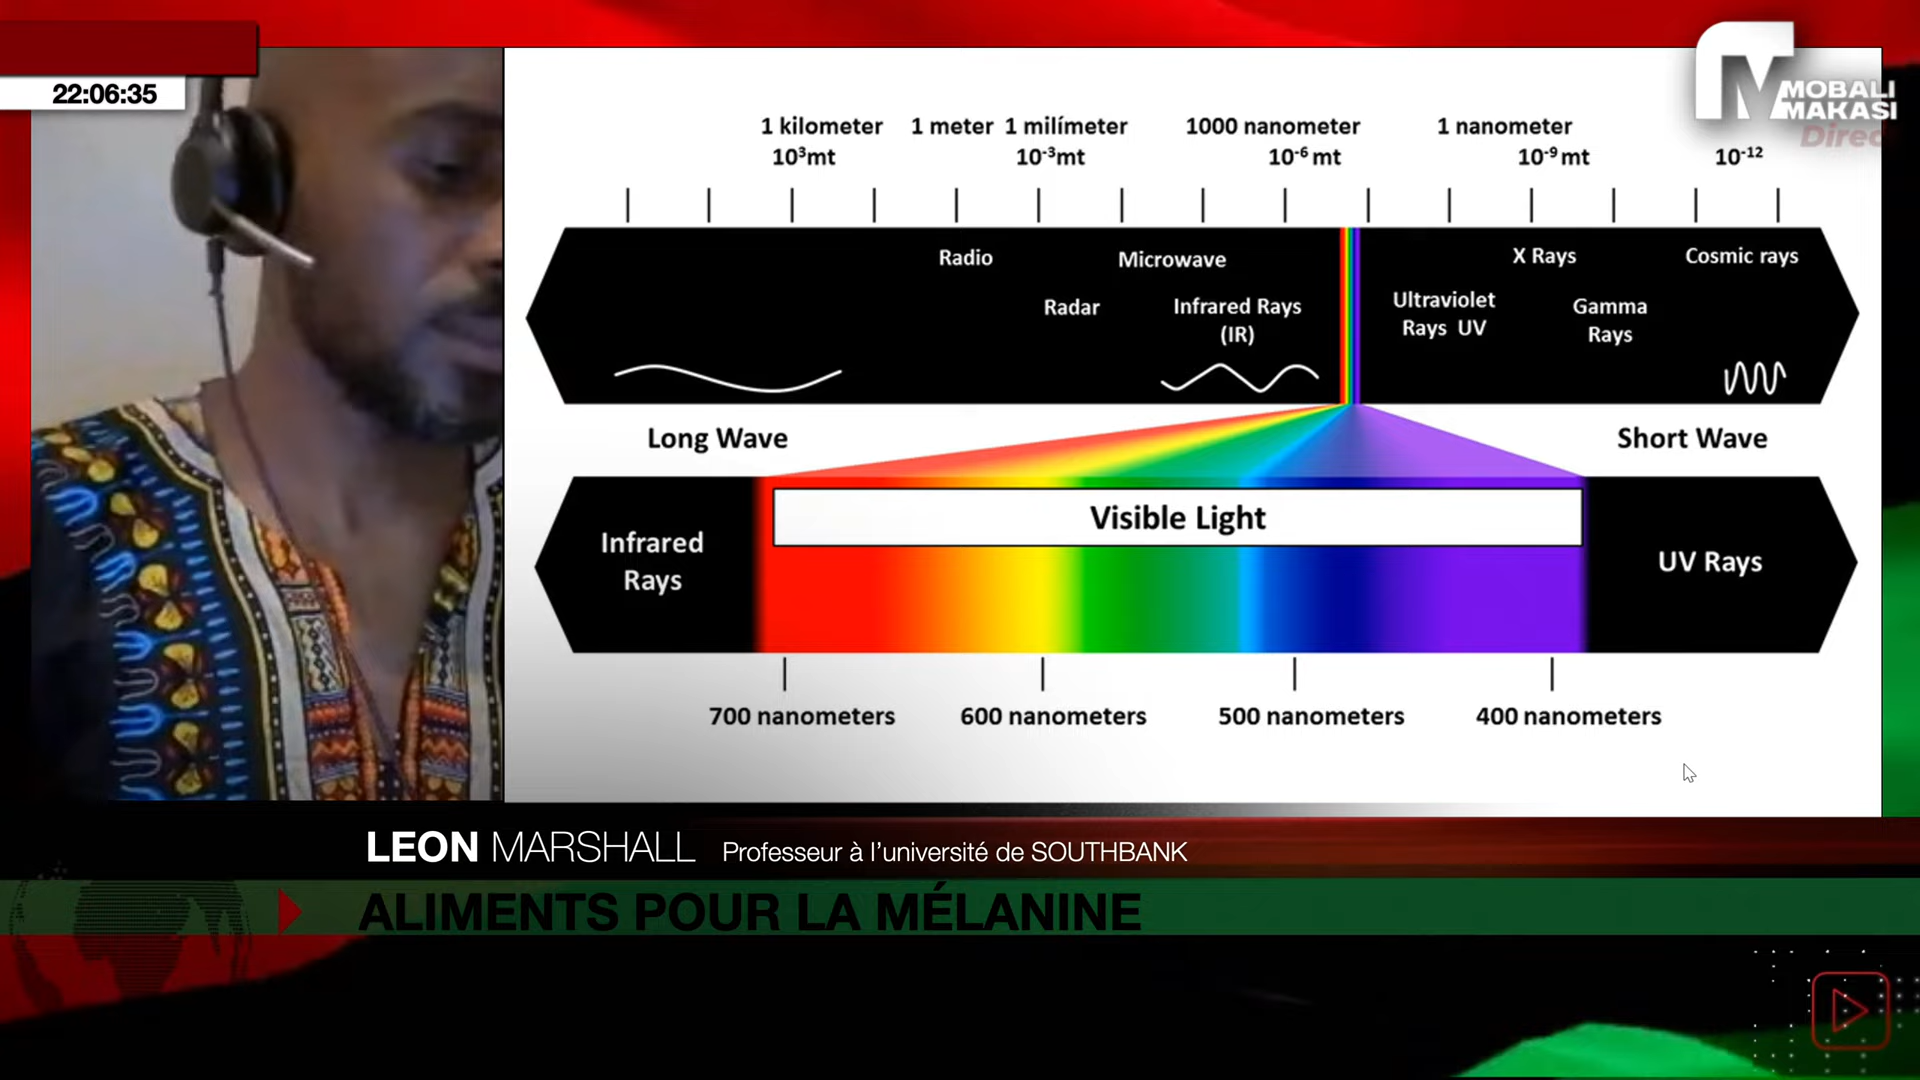 22:06:35
MOBALI
MAKASI
Direct
1 kilometer 1 meter 1 milímeter 1000 nanometer 1 nanometer
10³mt 10⁻³mt 10⁻⁶ mt 10⁻⁹ mt 10⁻¹²
Radio Microwave X Rays Cosmic rays
Radar Infrared Rays
(IR)
Ultraviolet
Rays UV
Gamma
Rays
Long Wave Short Wave
Visible Light
Infrared
Rays
UV Rays
700 nanometers 600 nanometers 500 nanometers 400 nanometers
LEON MARSHALL Professeur à l’université de SOUTHBANK
ALIMENTS POUR LA MÉLANINE